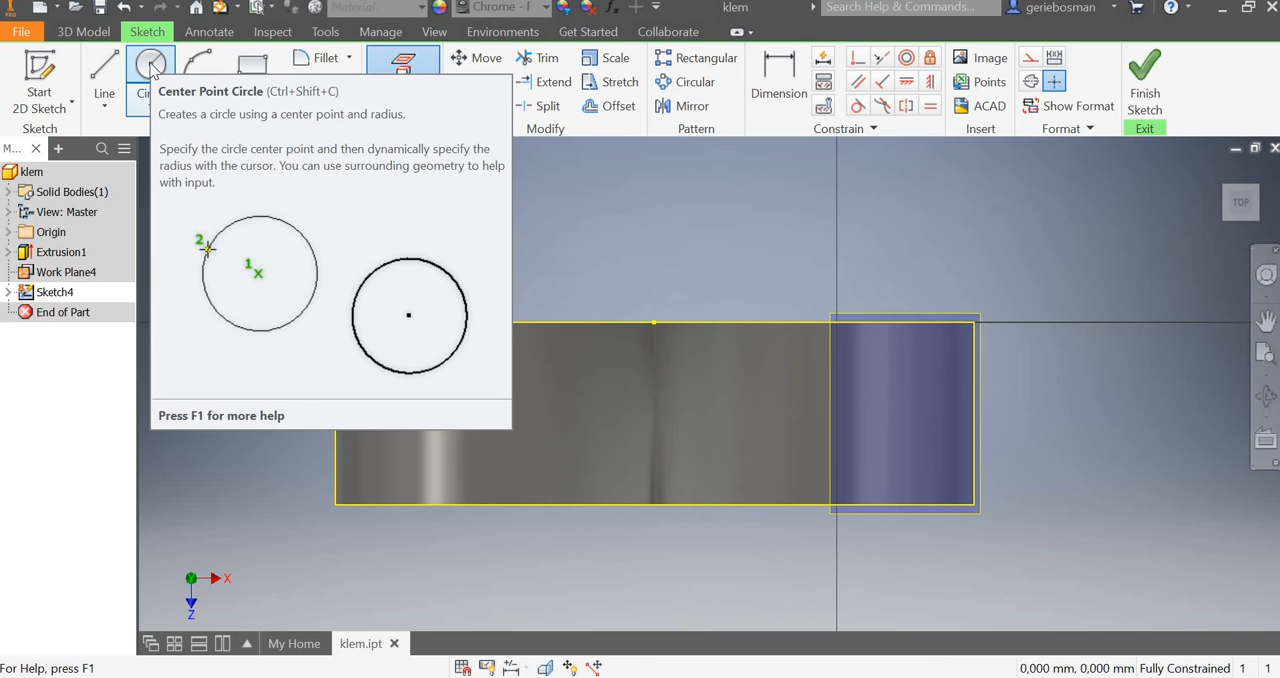 Material
Chrome - P
klem
Search Help & Commands...
geriebosman
File
3D Model
Sketch
Annotate
Inspect
Tools
Manage
View
Environments
Get Started
Collaborate
Start
2D Sketch
Line
Fillet
Move
Trim
Scale
Extend
Stretch
Split
Offset
Rectangular
Circular
Mirror
Dimension
Image
Points
ACAD
Show Format
Finish
Sketch
Sketch
Modify
Pattern
Constrain
Insert
Format
Exit
Center Point Circle (Ctrl+Shift+C)
Creates a circle using a center point and radius.
Specify the circle center point and then dynamically specify the
radius with the cursor. You can use surrounding geometry to help
with input.
2
1
Press F1 for more help
M...
klem
Solid Bodies(1)
View: Master
Origin
Extrusion1
Work Plane4
Sketch4
End of Part
TOP
X
Z
My Home
klem.ipt
For Help, press F1
0,000 mm, 0,000 mm
Fully Constrained
1
1